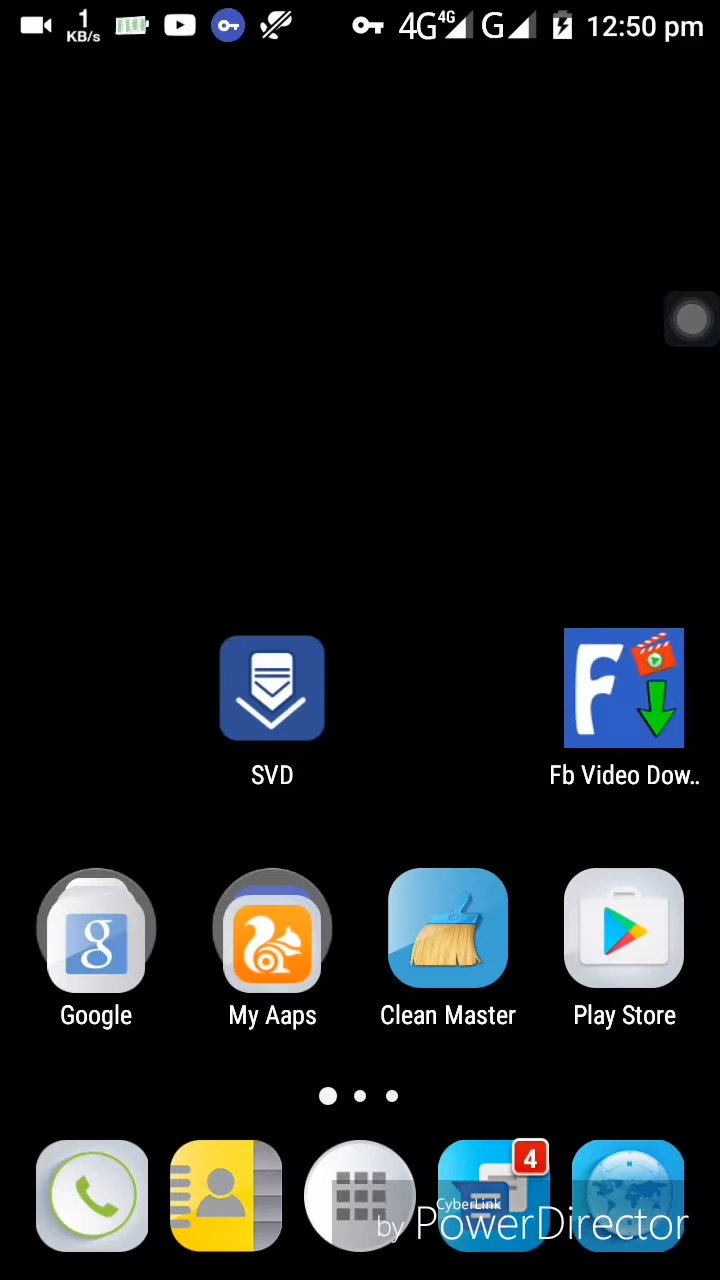 1
KB/s
4G 4G G 12:50 pm
F
SVD
Fb Video Dow..
g
Google
My Aaps
Clean Master
Play Store
4
N
CyberLink
by PowerDirector